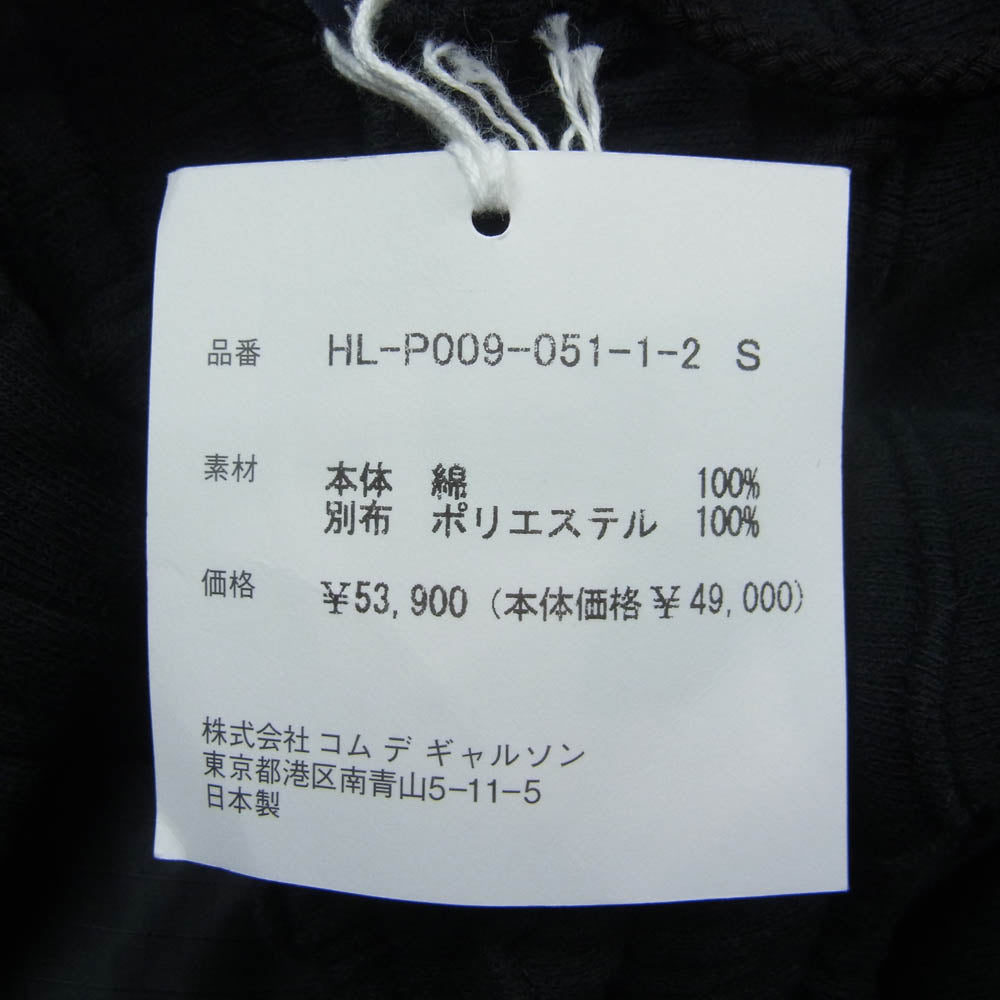 品番 HL-P009-051-1-2 S
素材 本体 綿 100%
別布 ポリエステル 100%
価格 ¥53,900 (本体価格¥49,000)
株式会社 コム デ ギャルソン
東京都港区南青山5-11-5
日本製